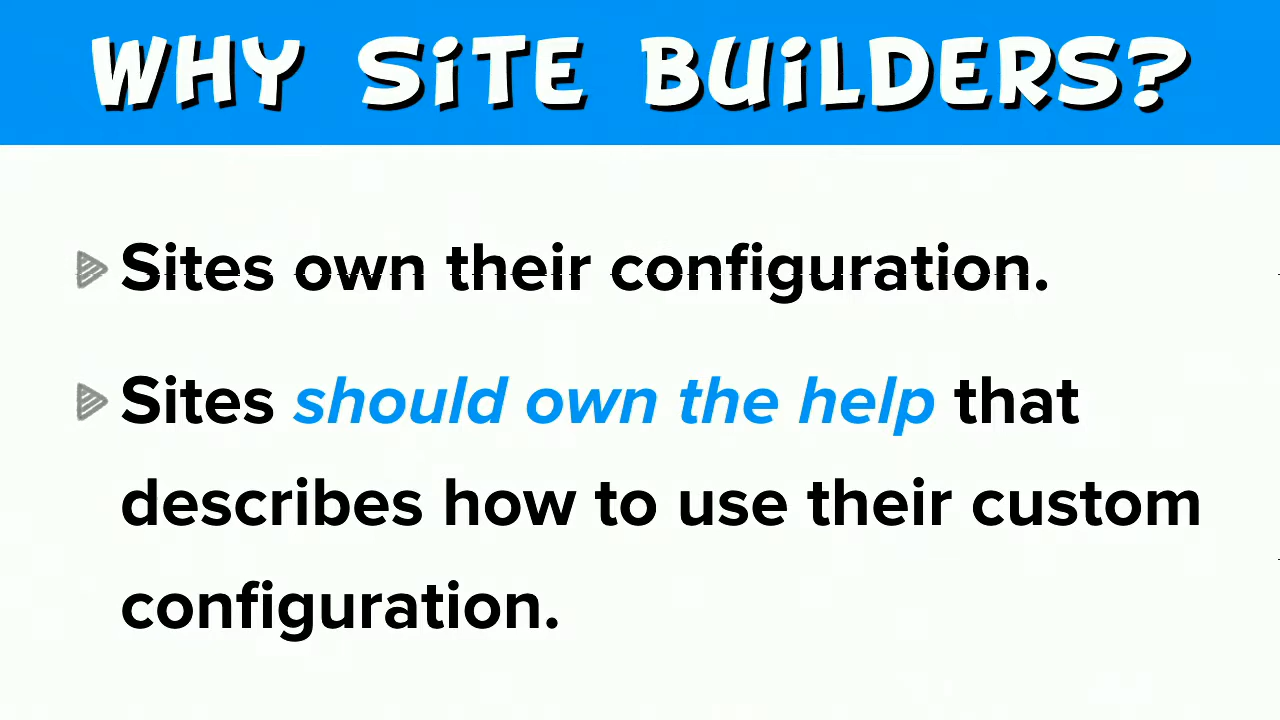 WHY SiTE BUiLDERS?
Sites own their configuration.
Sites should own the help that
describes how to use their custom
configuration.